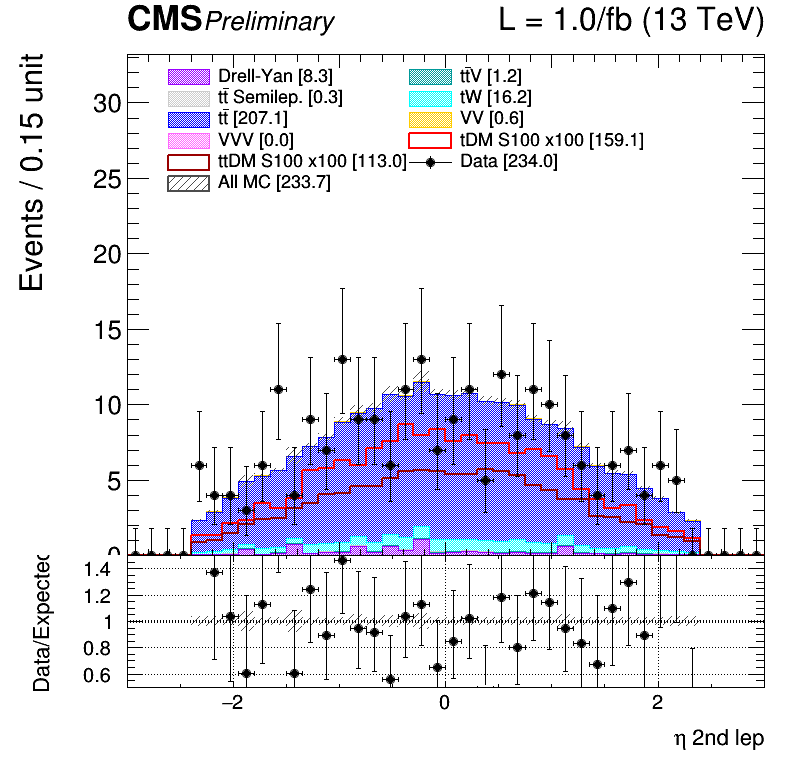 CMS Preliminary L = 1.0/fb (13 TeV)
Events / 0.15 unit
Drell-Yan [8.3] tt̄V [1.2]
tt̄ Semilep. [0.3] tW [16.2]
tt̄ [207.1] VV [0.6]
VVV [0.0] tDM S100 x100 [159.1]
ttDM S100 x100 [113.0] Data [234.0]
All MC [233.7]
30
25
20
15
10
5
0
Data/Expected
1.4
1.2
1
0.8
0.6
−2 0 2
η 2nd lep